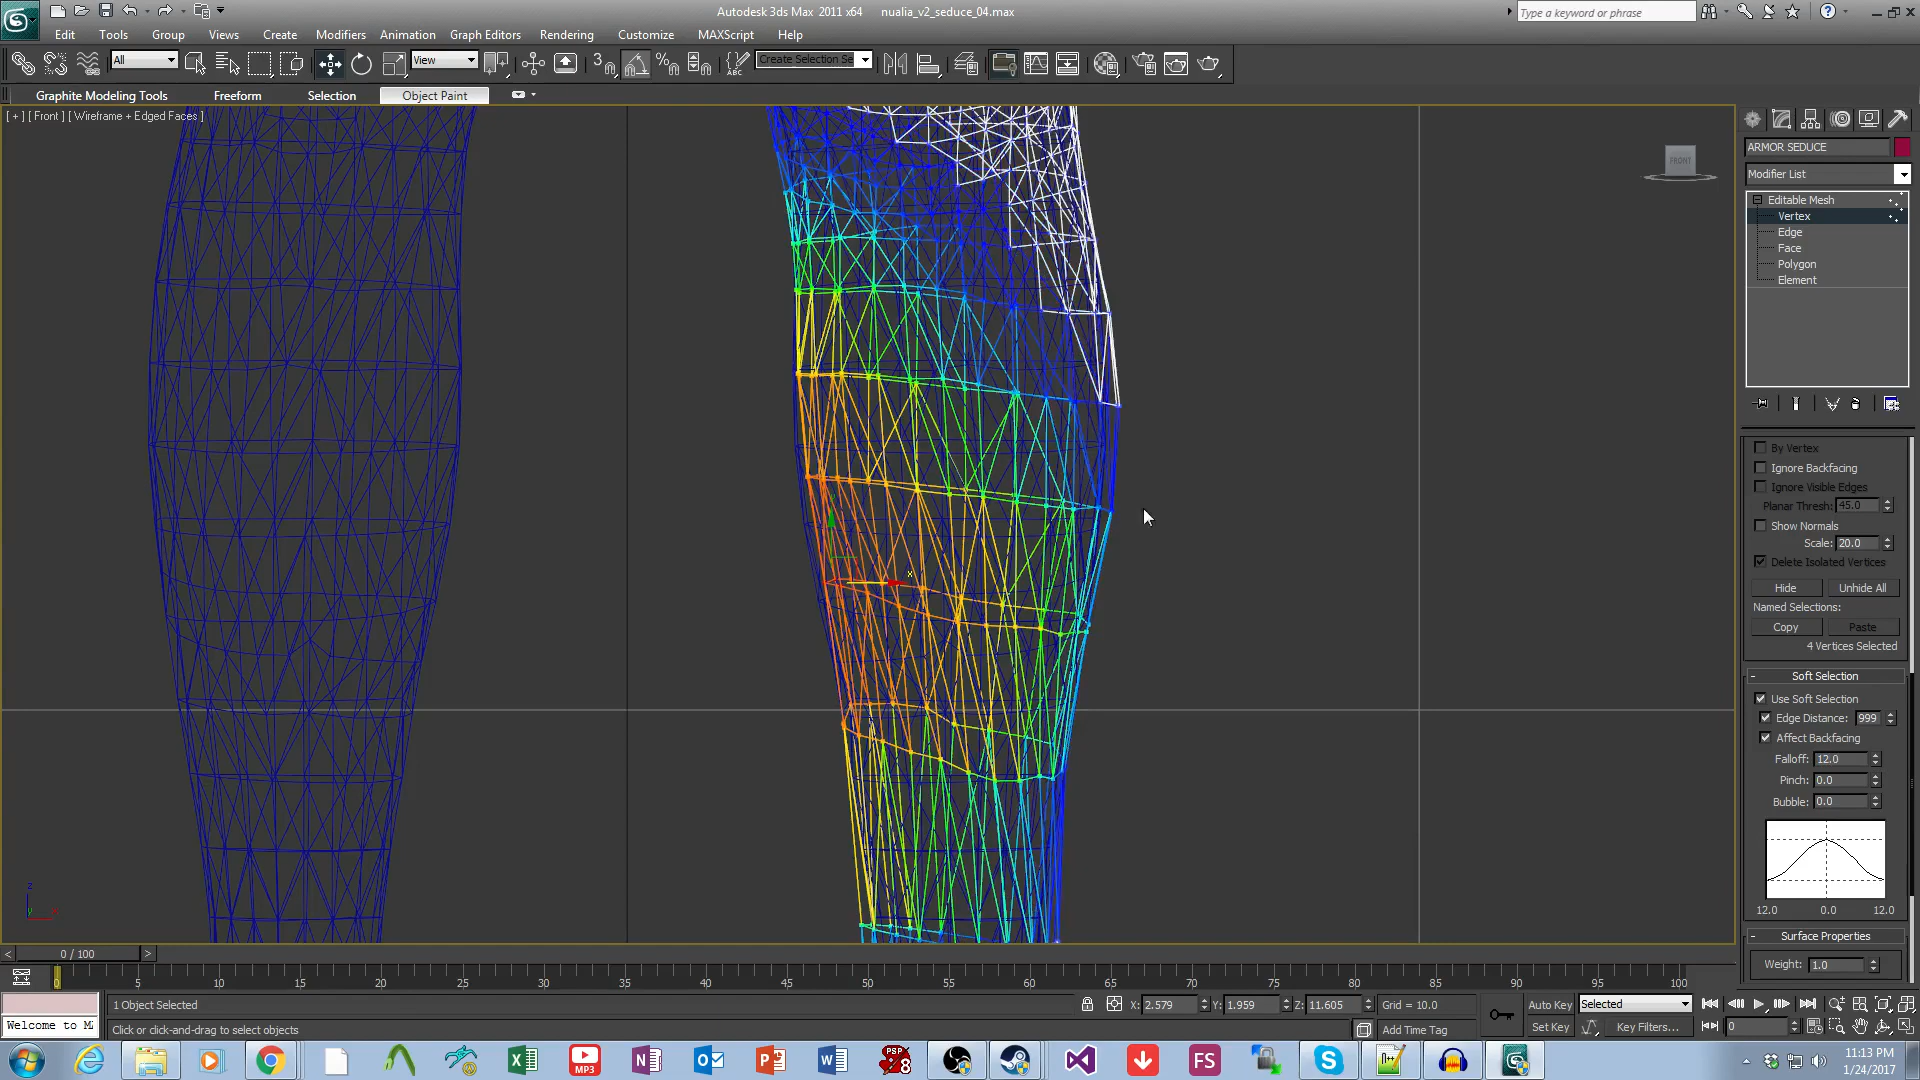 Autodesk 3ds Max 2011 x64 nualia_v2_seduce_04.max
Type a keyword or phrase
Edit Tools Group Views Create Modifiers Animation Graph Editors Rendering Customize MAXScript Help
All View Create Selection Se
Graphite Modeling Tools Freeform Selection Object Paint
[ + ] [ Front ] [ Wireframe + Edged Faces ]
FRONT
ARMOR SEDUCE
Modifier List
Editable Mesh
Vertex
Edge
Face
Polygon
Element
By Vertex
Ignore Backfacing
Ignore Visible Edges
Planar Thresh: 45.0
Show Normals
Scale: 20.0
Delete Isolated Vertices
Hide Unhide All
Named Selections:
Copy Paste
4 Vertices Selected
Soft Selection
Use Soft Selection
Edge Distance: 999
Affect Backfacing
Falloff: 12.0
Pinch: 0.0
Bubble: 0.0
12.0 0.0 12.0
Surface Properties
Weight: 1.0
x
z
y
x
0 / 100
0 5 10 15 20 25 30 35 40 45 50 55 60 65 70 75 80 85 90 95 100
1 Object Selected X: 2.579 Y: 1.959 Z: 11.605 Grid = 10.0 Auto Key Selected
Welcome to M
Click or click-and-drag to select objects Add Time Tag Set Key Key Filters... 0
MP3 PSP 8 FS
11:13 PM
1/24/2017